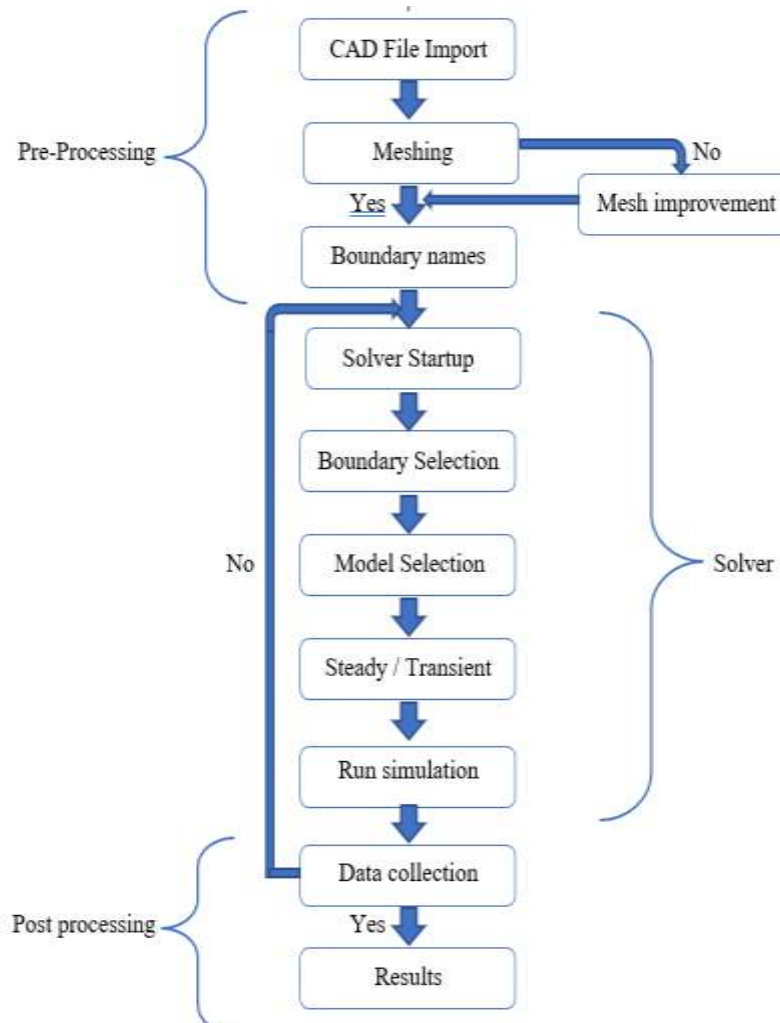 CAD File Import
Pre-Processing
Meshing
No
Yes
Mesh improvement
Boundary names
Solver Startup
Boundary Selection
No
Model Selection
Solver
Steady / Transient
Run simulation
Data collection
Post processing
Yes
Results